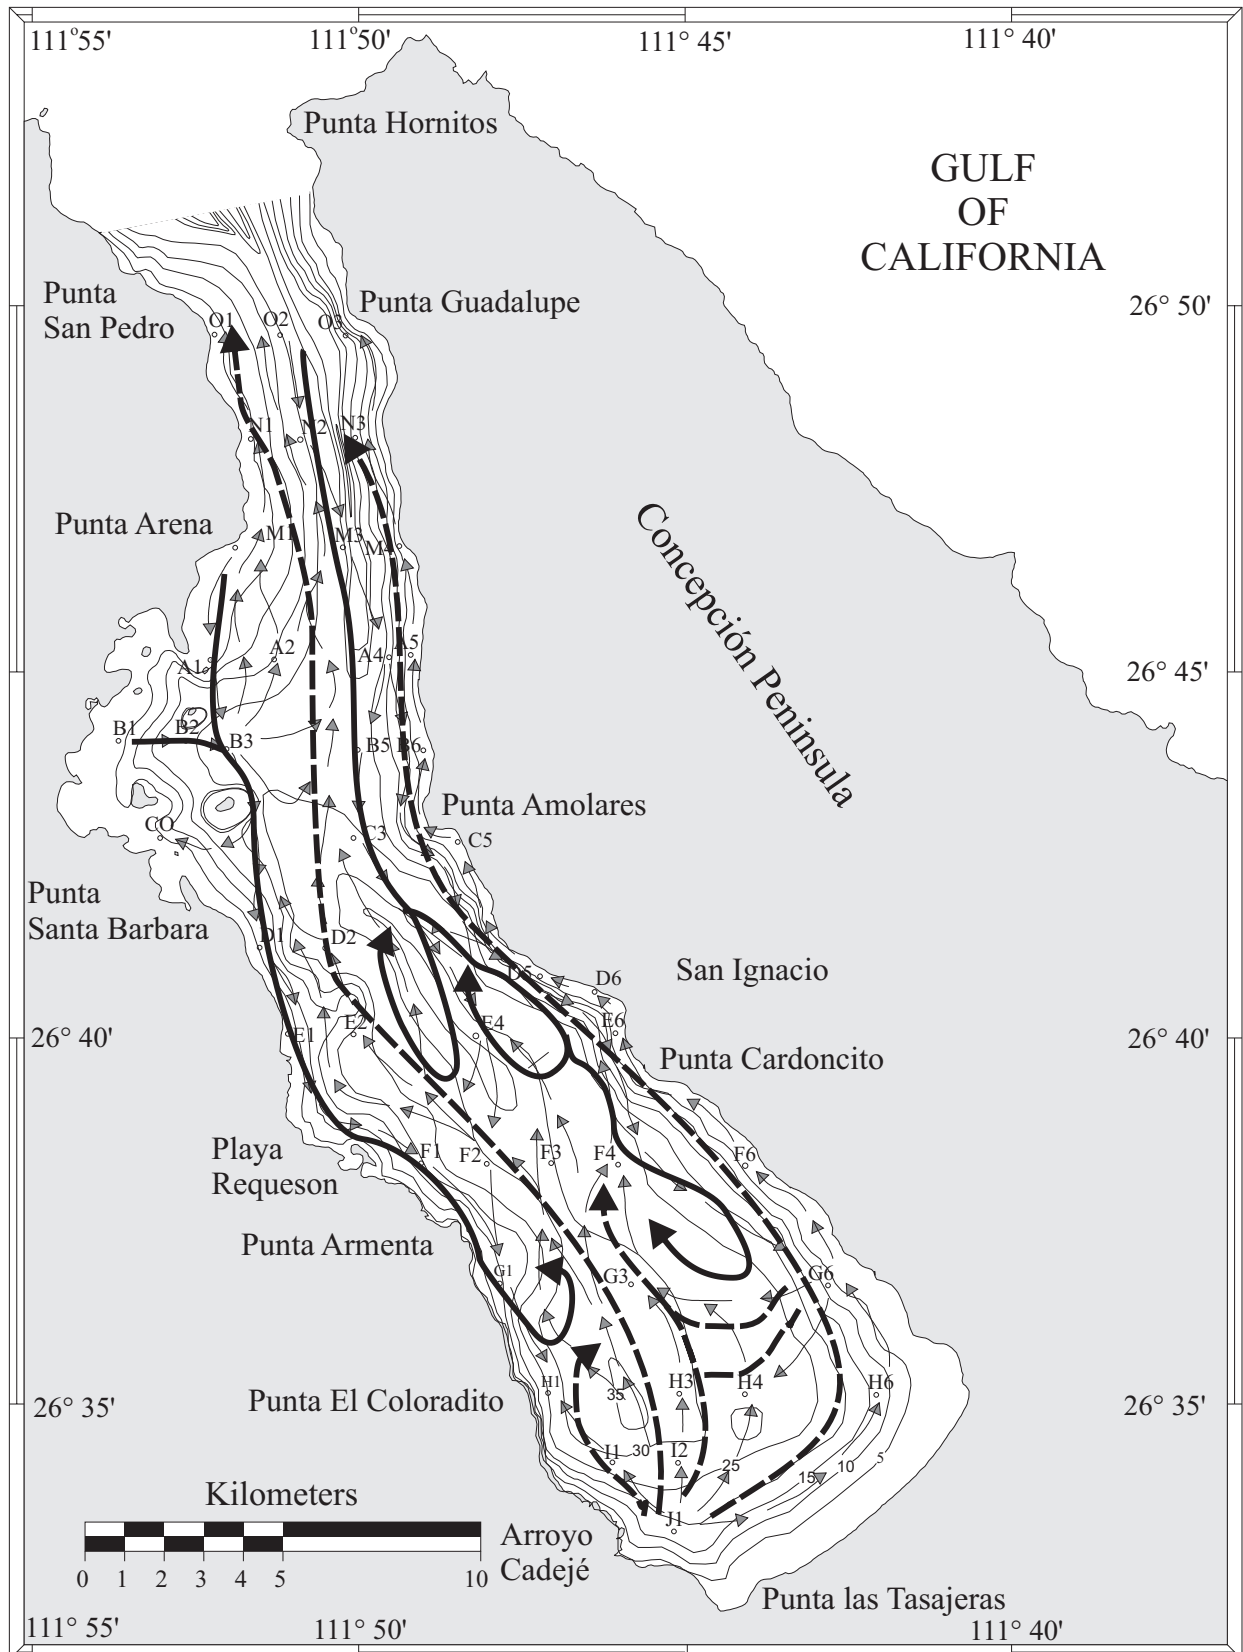 111°55' 111°50' 111°45' 111° 40'
Punta Hornitos
GULF
OF
CALIFORNIA
Punta
San Pedro
Punta Guadalupe
26° 50'
O1 O2 O3
N1 N2 N3
Punta Arena
M1 M3 M4
Concepción Peninsula
A1 A2 A4 A5
26° 45'
B1 B2 B3 B5 B6
Punta Amolares
CO C3 C5
Punta
Santa Barbara
D1 D2 D5 D6
San Ignacio
26° 40' E1 E2 E4 E6 26° 40'
Punta Cardoncito
Playa
Requeson
F1 F2 F3 F4 F6
Punta Armenta
G1 G3 G6
Punta El Coloradito
H1 35 H3 H4 H6
26° 35' 26° 35'
I1 30 I2 25 15 10 5
Kilometers
J1
Arroyo
Cadejé
0 1 2 3 4 5 10
Punta las Tasajeras
111° 55' 111° 50' 111° 40'